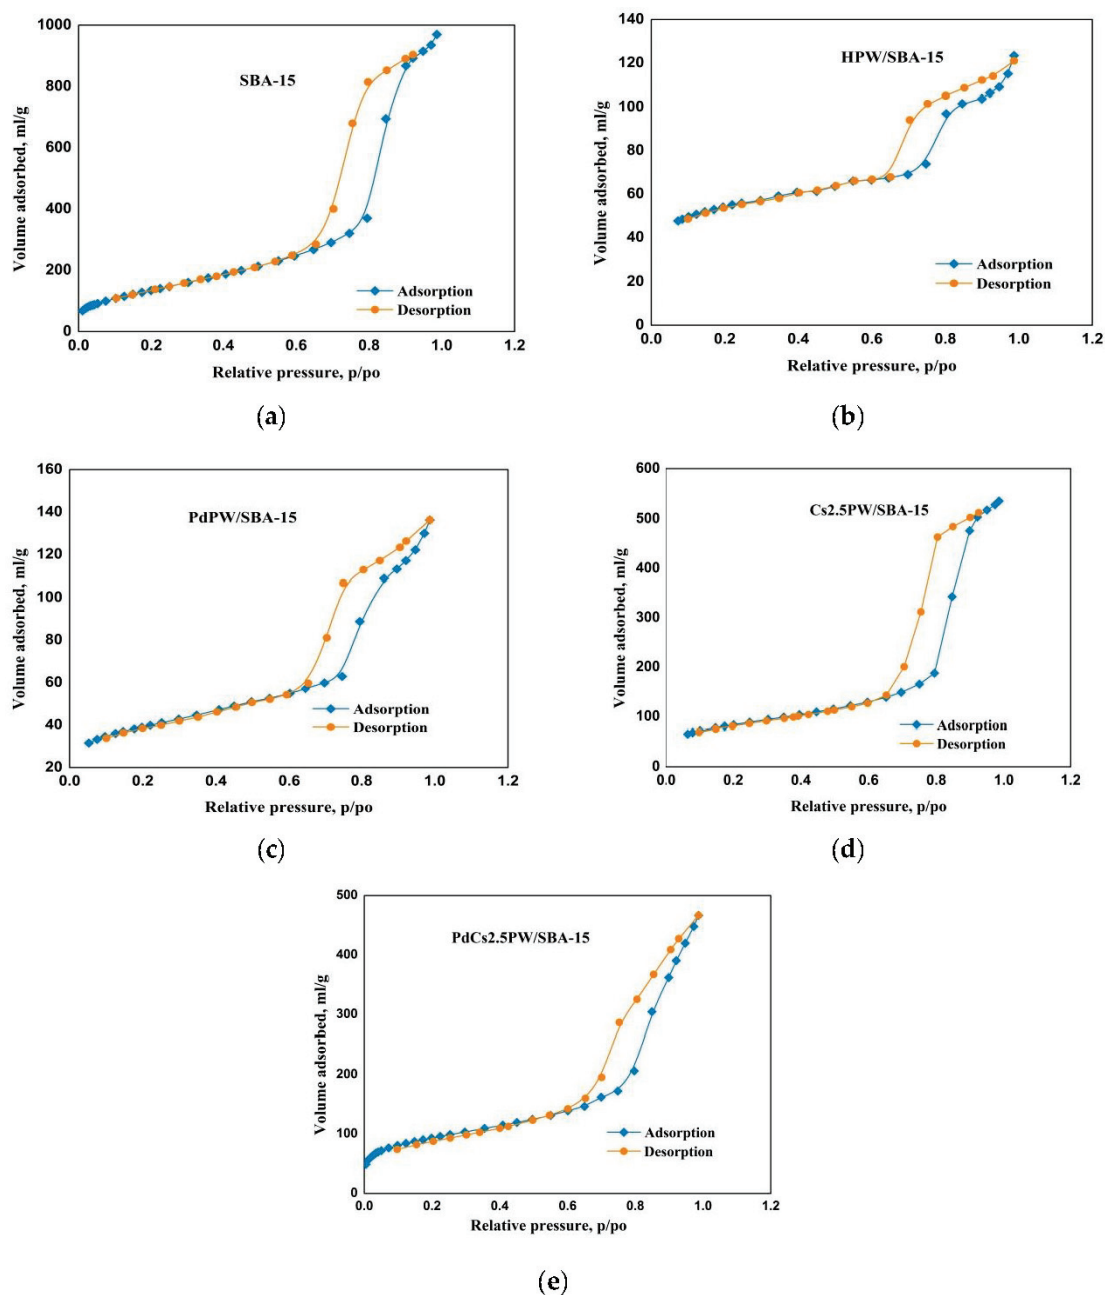 1000
800
600
400
200
0
Volume adsorbed, ml/g
SBA-15
Adsorption
Desorption
0.0 0.2 0.4 0.6 0.8 1.0 1.2
Relative pressure, p/po
(a)
140
120
100
80
60
40
20
0
Volume adsorbed, ml/g
HPW/SBA-15
Adsorption
Desorption
0.0 0.2 0.4 0.6 0.8 1.0 1.2
Relative pressure, p/po
(b)
160
140
120
100
80
60
40
20
Volume adsorbed, ml/g
PdPW/SBA-15
Adsorption
Desorption
0.0 0.2 0.4 0.6 0.8 1.0 1.2
Relative pressure, p/po
(c)
600
500
400
300
200
100
0
Volume adsorbed, ml/g
Cs2.5PW/SBA-15
Adsorption
Desorption
0.0 0.2 0.4 0.6 0.8 1.0 1.2
Relative pressure, p/po
(d)
500
400
300
200
100
0
Volume adsorbed, ml/g
PdCs2.5PW/SBA-15
Adsorption
Desorption
0.0 0.2 0.4 0.6 0.8 1.0 1.2
Relative pressure, p/po
(e)